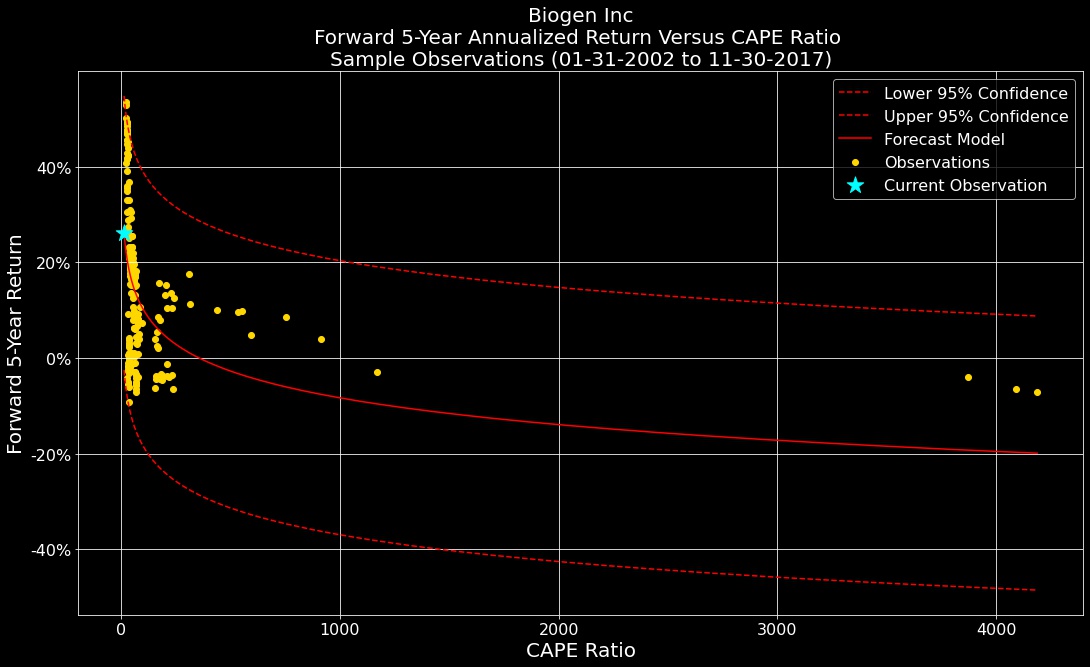 Biogen Inc
Forward 5-Year Annualized Return Versus CAPE Ratio
Sample Observations (01-31-2002 to 11-30-2017)
Lower 95% Confidence
Upper 95% Confidence
Forecast Model
Observations
Current Observation
Forward 5-Year Return
40%
20%
0%
-20%
-40%
0
1000
2000
3000
4000
CAPE Ratio